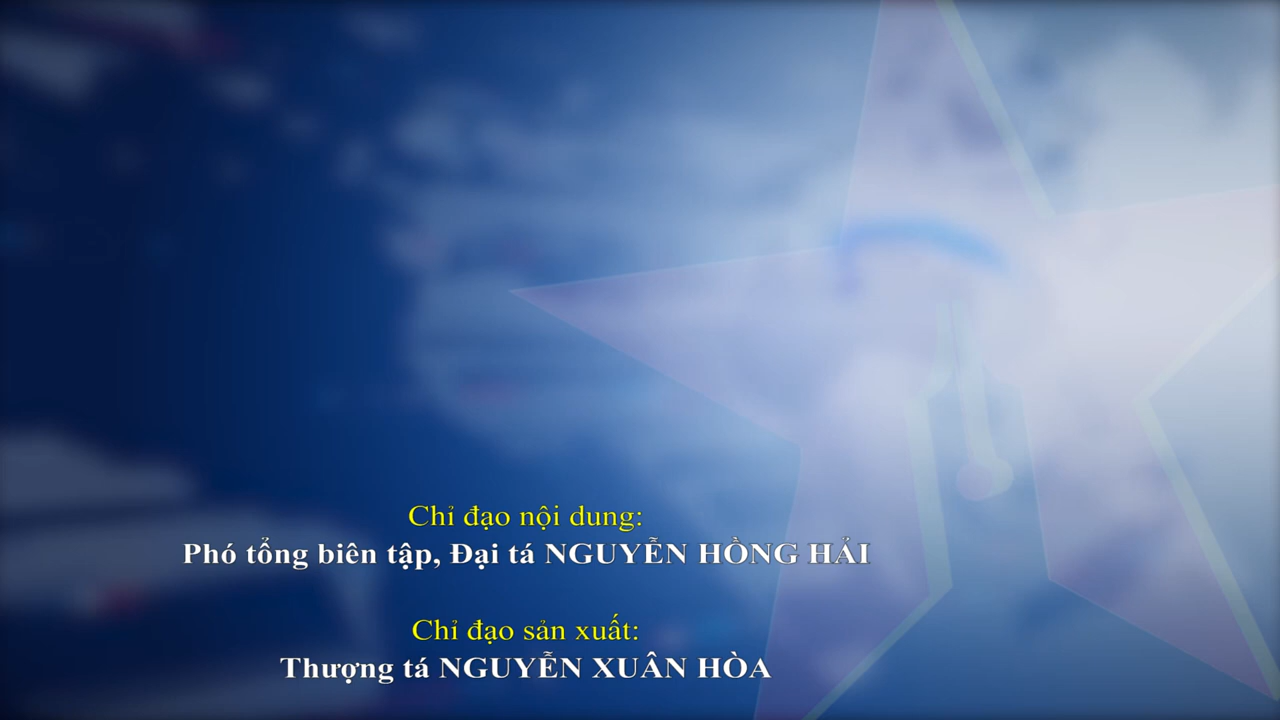 Chỉ đạo nội dung:
Phó tổng biên tập, Đại tá NGUYỄN HỒNG HẢI
Chỉ đạo sản xuất:
Thượng tá NGUYỄN XUÂN HÒA